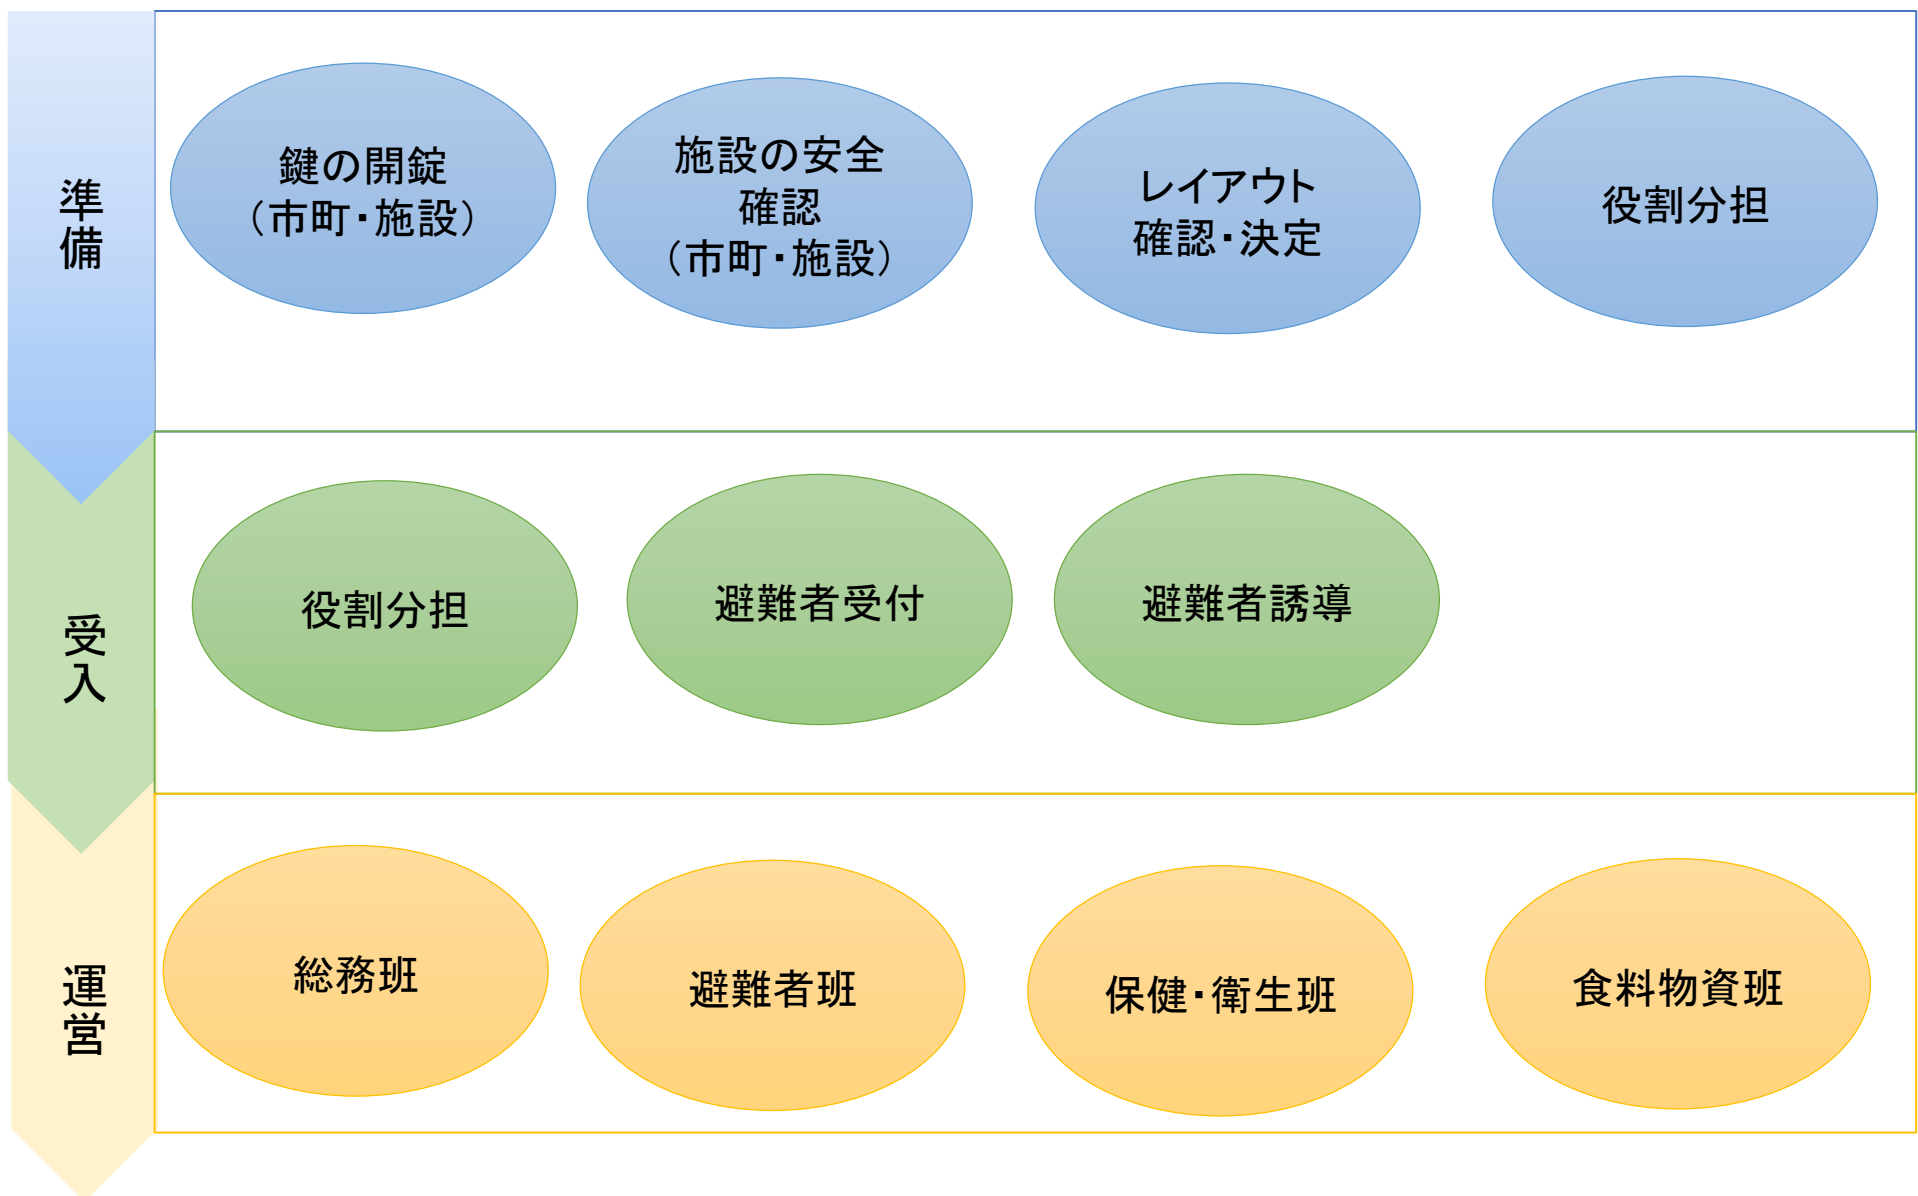 準備
鍵の開錠
（市町・施設）
施設の安全
確認
（市町・施設）
レイアウト
確認・決定
役割分担
受入
役割分担
避難者受付
避難者誘導
運営
総務班
避難者班
保健・衛生班
食料物資班